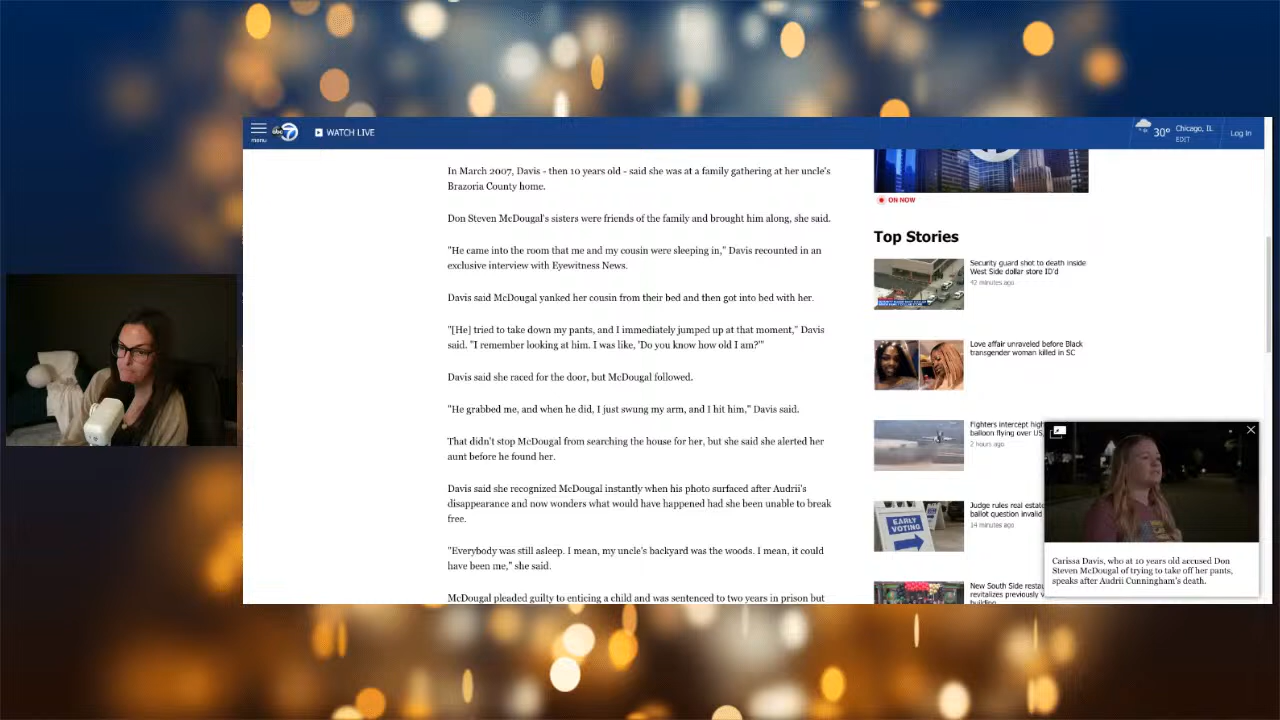 menu
abc 7
WATCH LIVE
30° Chicago, IL
EDIT
Log In
In March 2007, Davis - then 10 years old - said she was at a family gathering at her uncle's
Brazoria County home.
Don Steven McDougal's sisters were friends of the family and brought him along, she said.
"He came into the room that me and my cousin were sleeping in," Davis recounted in an
exclusive interview with Eyewitness News.
Davis said McDougal yanked her cousin from their bed and then got into bed with her.
"[He] tried to take down my pants, and I immediately jumped up at that moment," Davis
said. "I remember looking at him. I was like, 'Do you know how old I am?'"
Davis said she raced for the door, but McDougal followed.
"He grabbed me, and when he did, I just swung my arm, and I hit him," Davis said.
That didn't stop McDougal from searching the house for her, but she said she alerted her
aunt before he found her.
Davis said she recognized McDougal instantly when his photo surfaced after Audrii's
disappearance and now wonders what would have happened had she been unable to break
free.
"Everybody was still asleep. I mean, my uncle's backyard was the woods. I mean, it could
have been me," she said.
McDougal pleaded guilty to enticing a child and was sentenced to two years in prison but
ON NOW
Top Stories
Security guard shot to death inside
West Side dollar store ID'd
42 minutes ago
Love affair unraveled before Black
transgender woman killed in SC
Fighters intercept hig
balloon flying over US,
2 hours ago
EARLY
VOTING
Judge rules real estat
ballot question invalid
14 minutes ago
New South Side resta
revitalizes previously v
building
Carissa Davis, who at 10 years old accused Don
Steven McDougal of trying to take off her pants,
speaks after Audrii Cunningham's death.